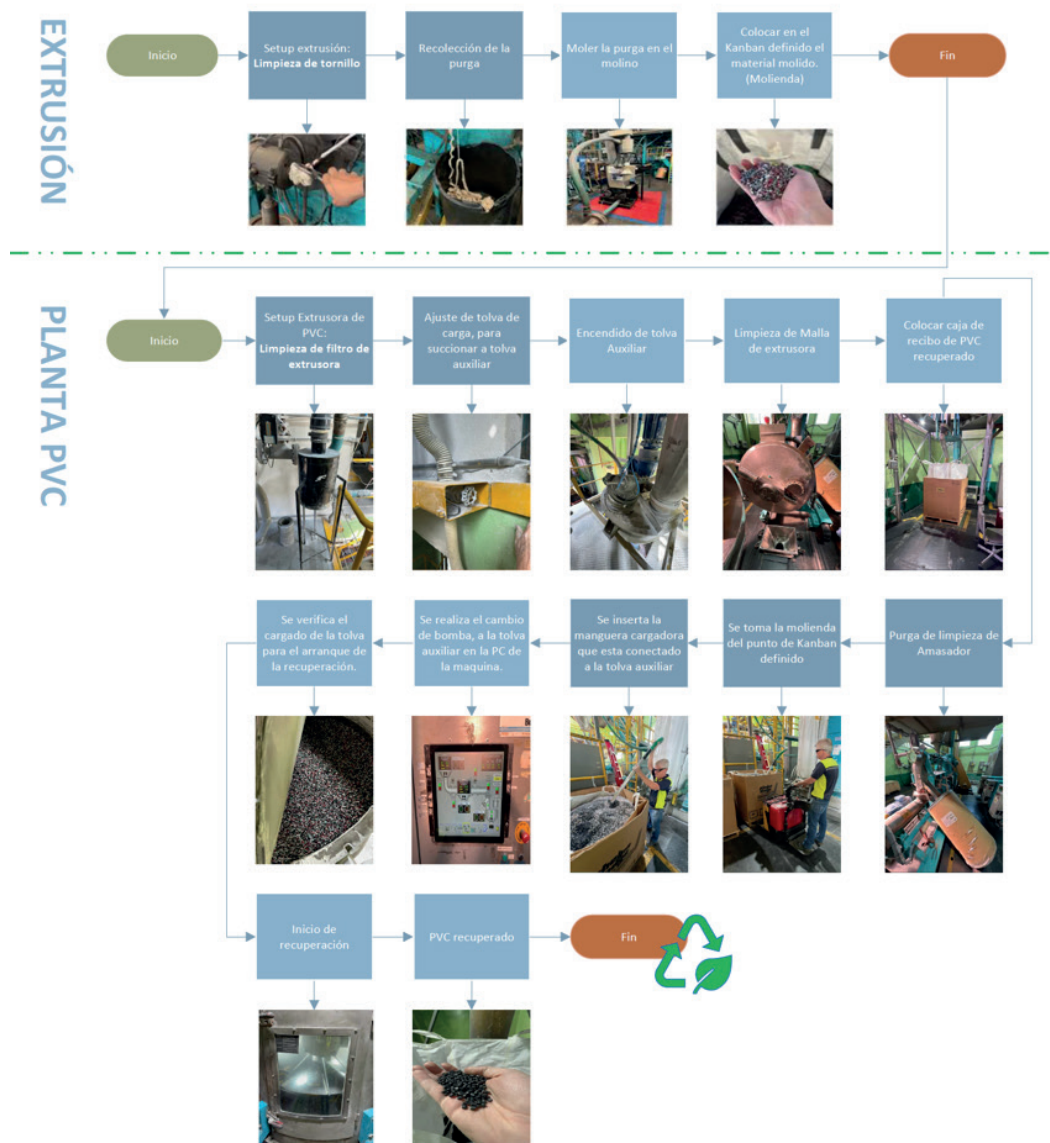 EXTRUSIÓN
Inicio
Setup extrusión:
Limpieza de tornillo
Recolección de la
purga
Moler la purga en el
molino
Colocar en el
Kanban definido el
material molido.
(Molienda)
Fin
PLANTA PVC
Inicio
Setup Extrusora de
PVC:
Limpieza de filtro de
extrusora
Ajuste de tolva de
carga, para
succionar a tolva
auxiliar
Encendido de tolva
Auxiliar
Limpieza de Malla
de extrusora
Colocar caja de
recibo de PVC
recuperado
Purga de limpieza de
Amasador
Se toma la molienda
del punto de Kanban
definido
Se inserta la
manguera cargadora
que esta conectado
a la tolva auxiliar
Se realiza el cambio
de bomba, a la tolva
auxiliar en la PC de
la maquina.
Se verifica el
cargado de la tolva
para el arranque de
la recuperación.
Inicio de
recuperación
PVC recuperado
Fin